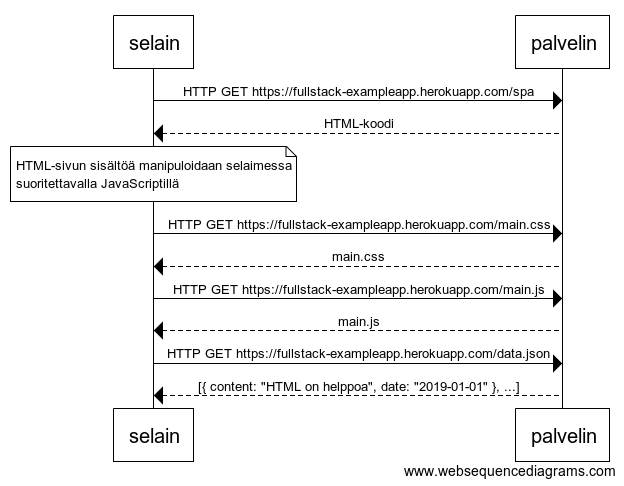 selain
palvelin
HTTP GET https://fullstack-exampleapp.herokuapp.com/spa
HTML-koodi
HTML-sivun sisältöä manipuloidaan selaimessa
suoritettavalla JavaScriptillä
HTTP GET https://fullstack-exampleapp.herokuapp.com/main.css
main.css
HTTP GET https://fullstack-exampleapp.herokuapp.com/main.js
main.js
HTTP GET https://fullstack-exampleapp.herokuapp.com/data.json
[{ content: "HTML on helppoa", date: "2019-01-01" }, ...]
selain
palvelin
www.websequencediagrams.com